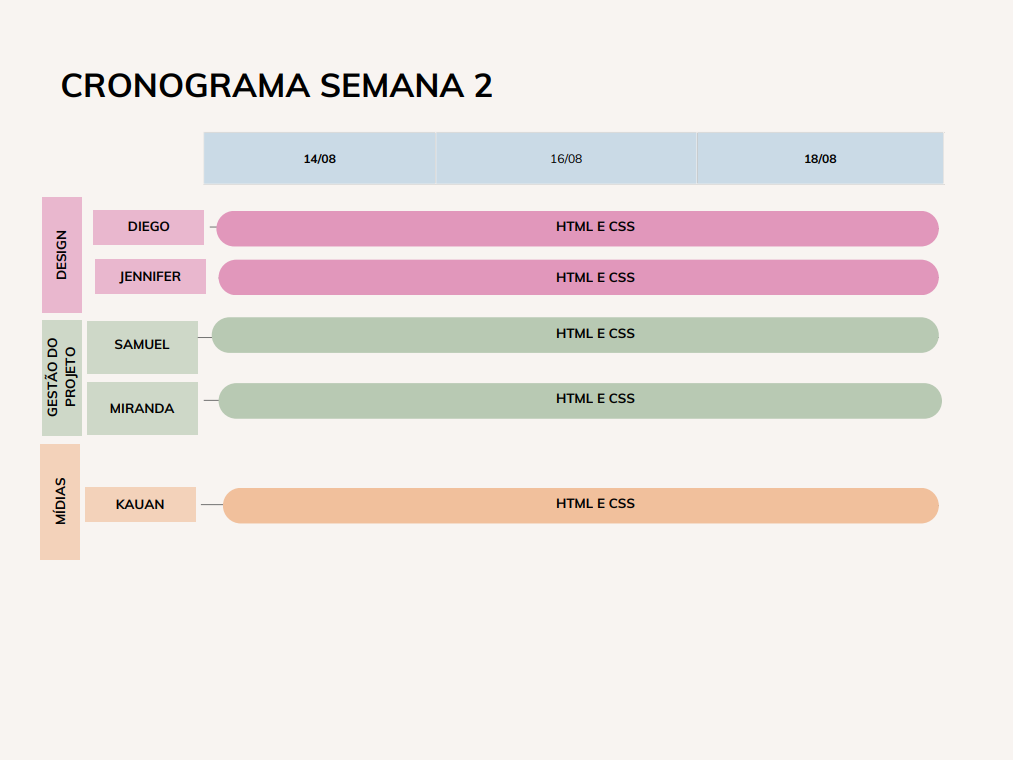 CRONOGRAMA SEMANA 2
14/08 16/08 18/08
DESIGN
DIEGO HTML E CSS
JENNIFER HTML E CSS
GESTÃO DO
PROJETO
SAMUEL HTML E CSS
MIRANDA HTML E CSS
MÍDIAS
KAUAN HTML E CSS